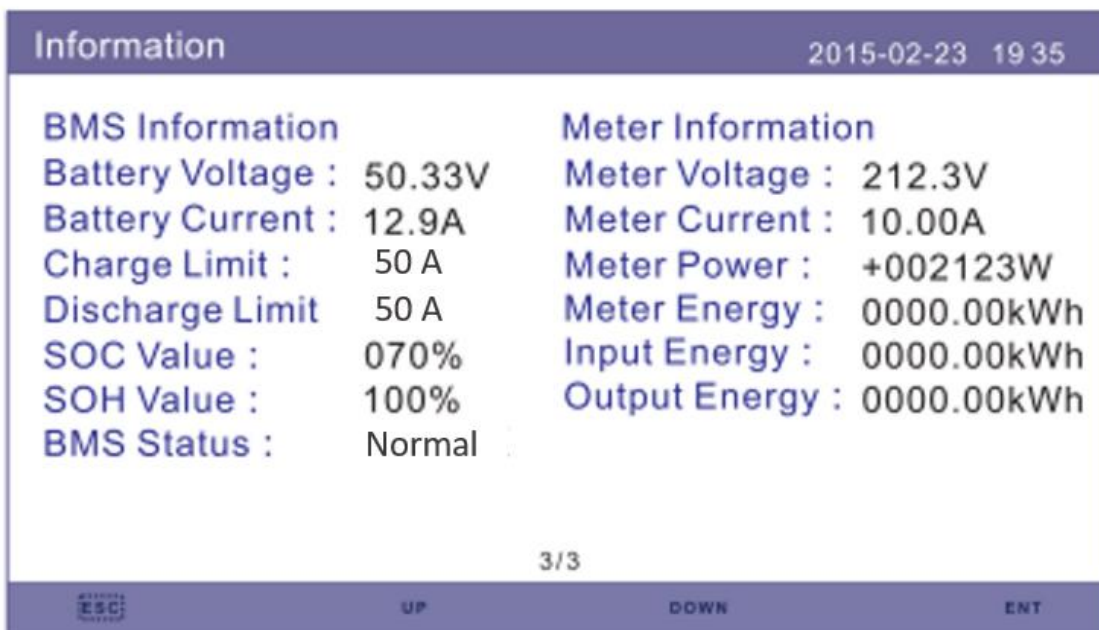 Information
2015-02-23 19 35
BMS Information
Battery Voltage : 50.33V
Battery Current : 12.9A
Charge Limit : 50 A
Discharge Limit 50 A
SOC Value : 070%
SOH Value : 100%
BMS Status : Normal
Meter Information
Meter Voltage : 212.3V
Meter Current : 10.00A
Meter Power : +002123W
Meter Energy : 0000.00kWh
Input Energy : 0000.00kWh
Output Energy : 0000.00kWh
3/3
ESC UP DOWN ENT